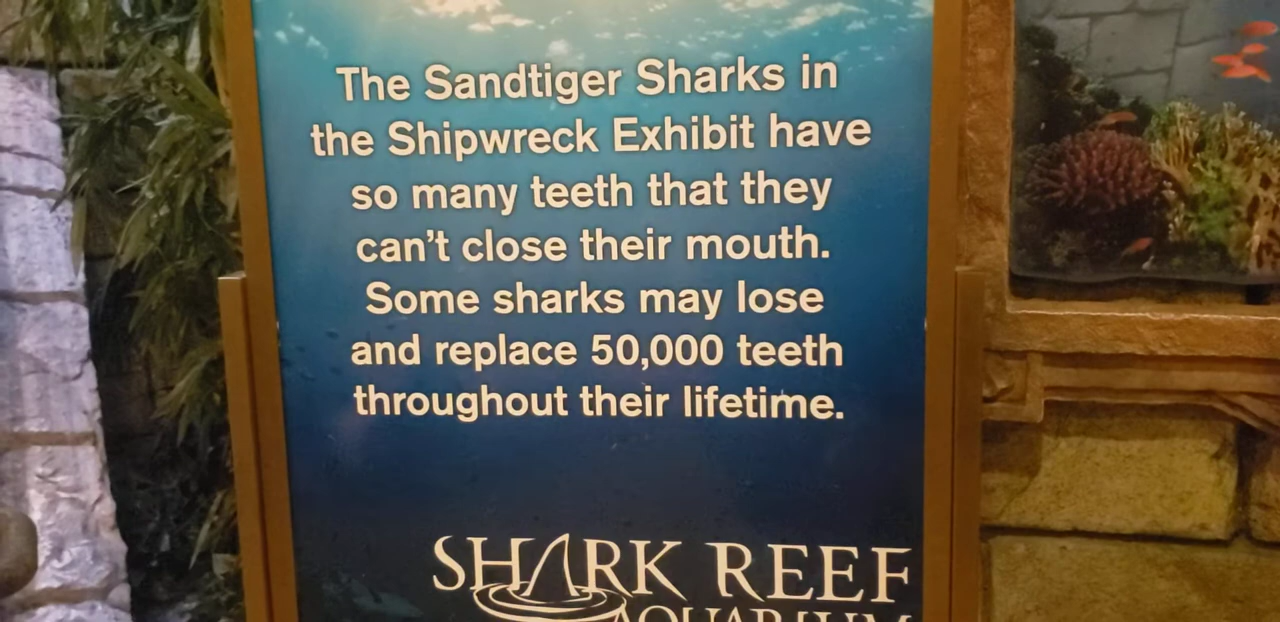 The Sandtiger Sharks in
the Shipwreck Exhibit have
so many teeth that they
can't close their mouth.
Some sharks may lose
and replace 50,000 teeth
throughout their lifetime.
SHARK REEF
AQUARIUM